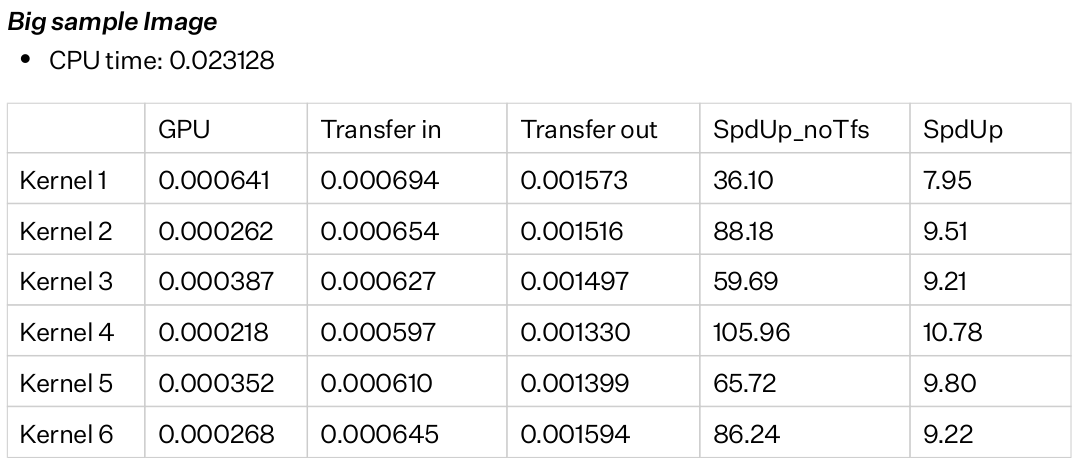 Big sample Image
• CPU time: 0.023128
GPU Transfer in Transfer out SpdUp_noTfs SpdUp
Kernel 1 0.000641 0.000694 0.001573 36.10 7.95
Kernel 2 0.000262 0.000654 0.001516 88.18 9.51
Kernel 3 0.000387 0.000627 0.001497 59.69 9.21
Kernel 4 0.000218 0.000597 0.001330 105.96 10.78
Kernel 5 0.000352 0.000610 0.001399 65.72 9.80
Kernel 6 0.000268 0.000645 0.001594 86.24 9.22